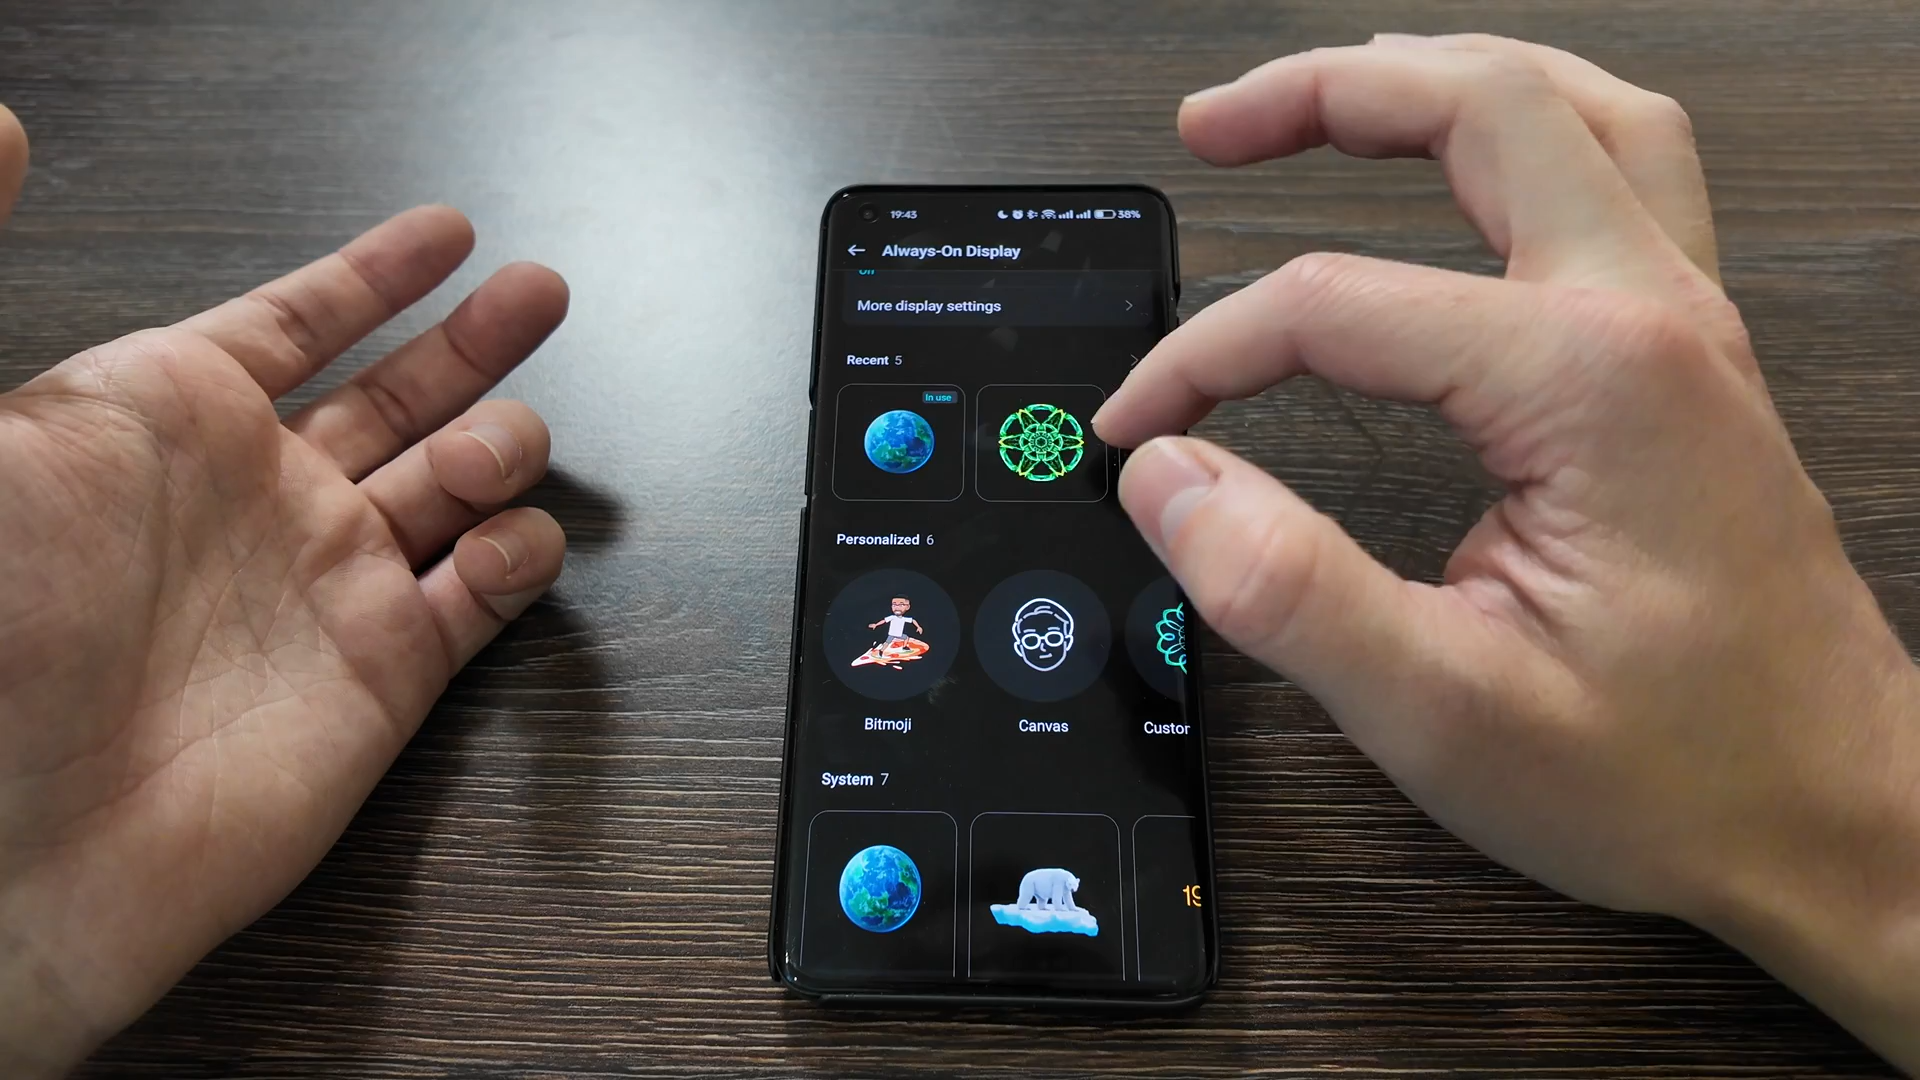 19:43 38%
Always-On Display
More display settings
Recent 5
In use
Personalized 6
Bitmoji Canvas Custor
System 7
19